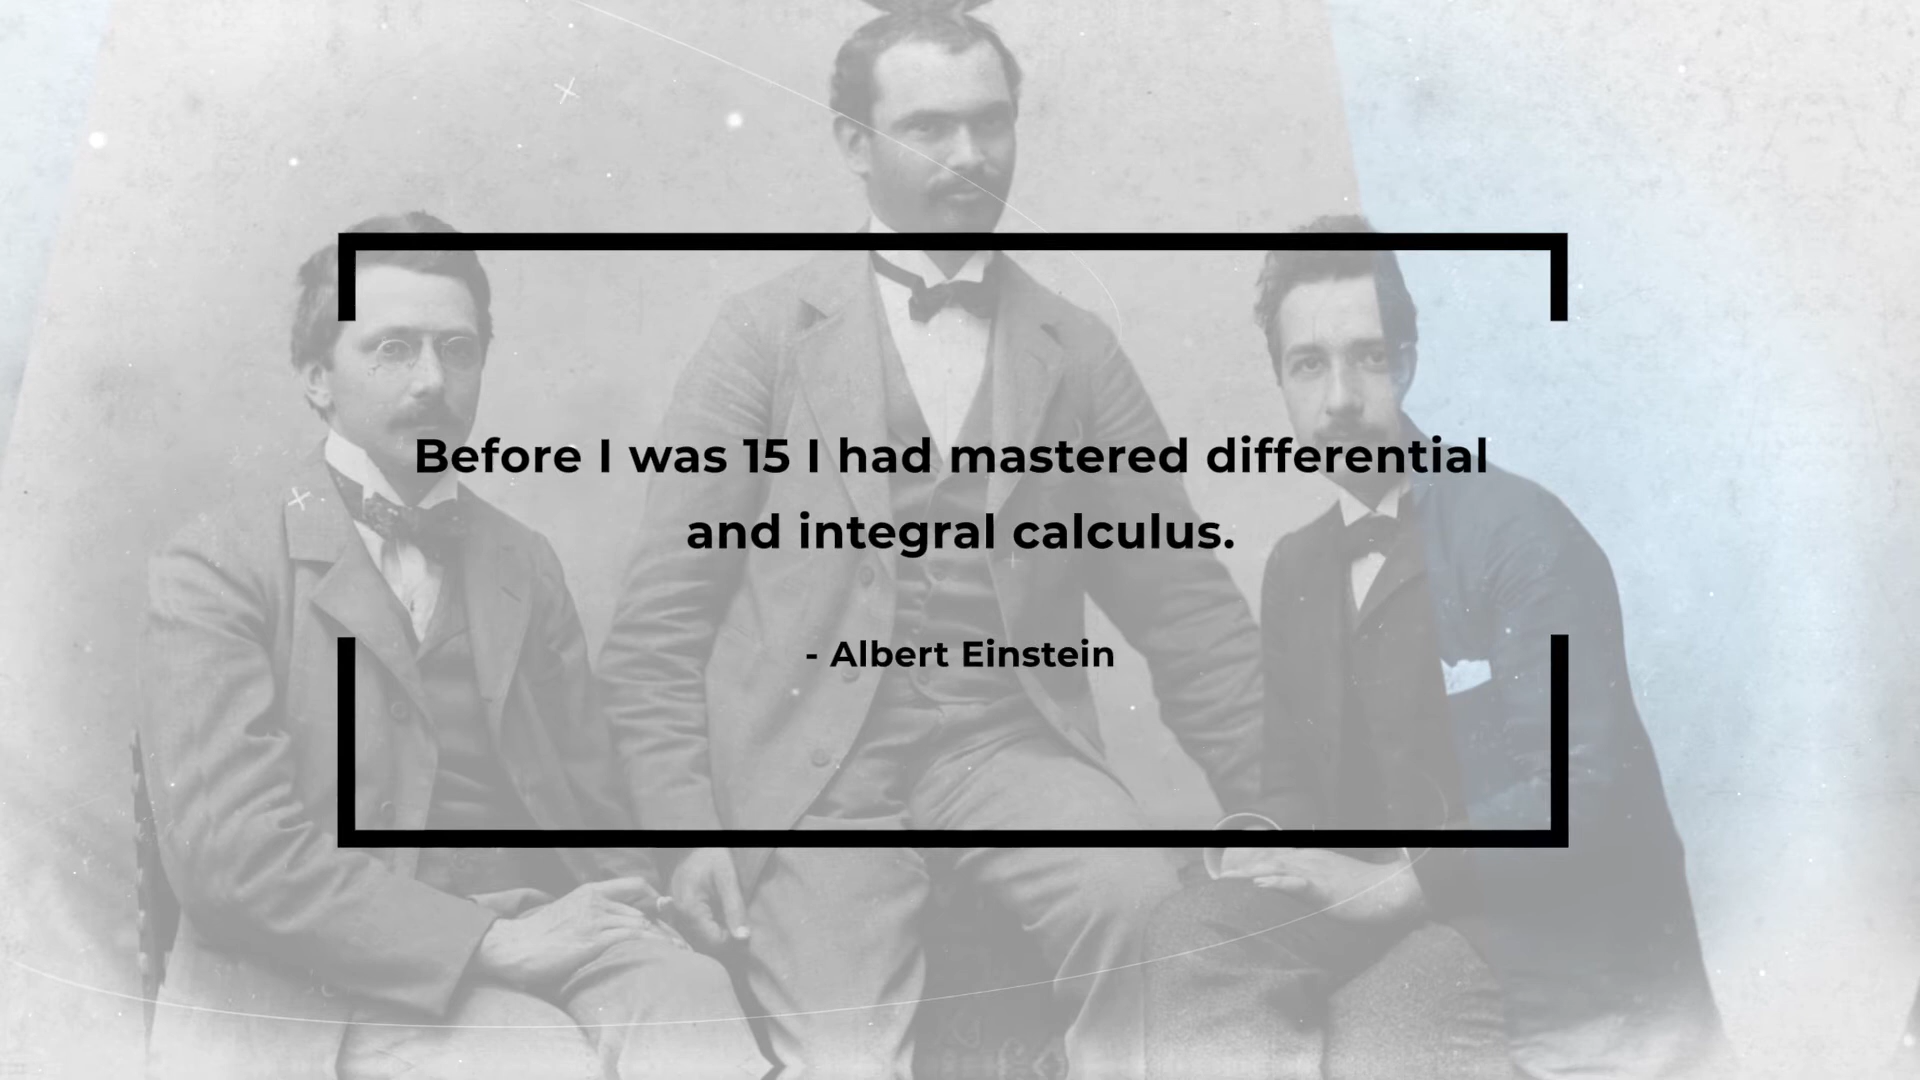 Before I was 15 I had mastered differential
and integral calculus.
- Albert Einstein